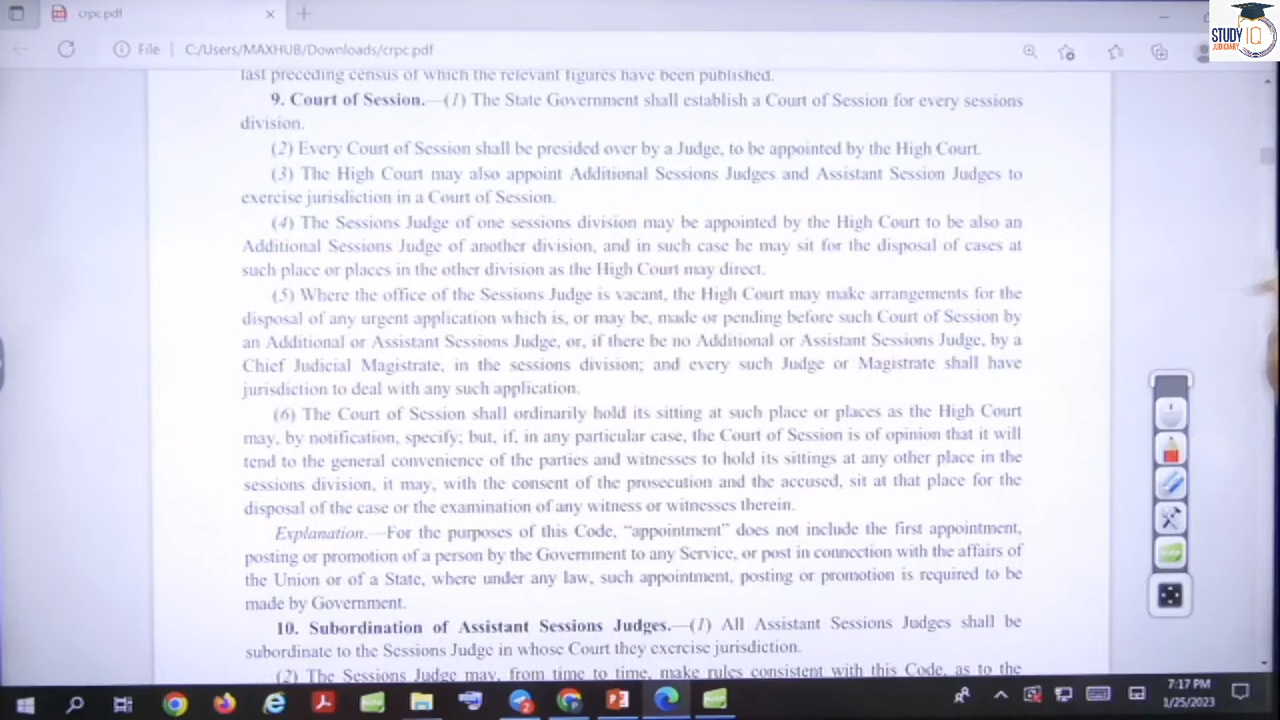 crpc.pdf
STUDY IQ
JUDICIARY
File
C:/Users/MAXHUB/Downloads/crpc.pdf
last preceding census of which the relevant figures have been published.
9. Court of Session.—(1) The State Government shall establish a Court of Session for every sessions
division.
(2) Every Court of Session shall be presided over by a Judge, to be appointed by the High Court.
(3) The High Court may also appoint Additional Sessions Judges and Assistant Session Judges to
exercise jurisdiction in a Court of Session.
(4) The Sessions Judge of one sessions division may be appointed by the High Court to be also an
Additional Sessions Judge of another division, and in such case he may sit for the disposal of cases at
such place or places in the other division as the High Court may direct.
(5) Where the office of the Sessions Judge is vacant, the High Court may make arrangements for the
disposal of any urgent application which is, or may be, made or pending before such Court of Session by
an Additional or Assistant Sessions Judge, or, if there be no Additional or Assistant Sessions Judge, by a
Chief Judicial Magistrate, in the sessions division; and every such Judge or Magistrate shall have
jurisdiction to deal with any such application.
(6) The Court of Session shall ordinarily hold its sitting at such place or places as the High Court
may, by notification, specify; but, if, in any particular case, the Court of Session is of opinion that it will
tend to the general convenience of the parties and witnesses to hold its sittings at any other place in the
sessions division, it may, with the consent of the prosecution and the accused, sit at that place for the
disposal of the case or the examination of any witness or witnesses therein.
Explanation.—For the purposes of this Code, “appointment” does not include the first appointment,
posting or promotion of a person by the Government to any Service, or post in connection with the affairs of
the Union or of a State, where under any law, such appointment, posting or promotion is required to be
made by Government.
10. Subordination of Assistant Sessions Judges.—(1) All Assistant Sessions Judges shall be
subordinate to the Sessions Judge in whose Court they exercise jurisdiction.
(2) The Sessions Judge may, from time to time, make rules consistent with this Code, as to the
7:17 PM
1/25/2023